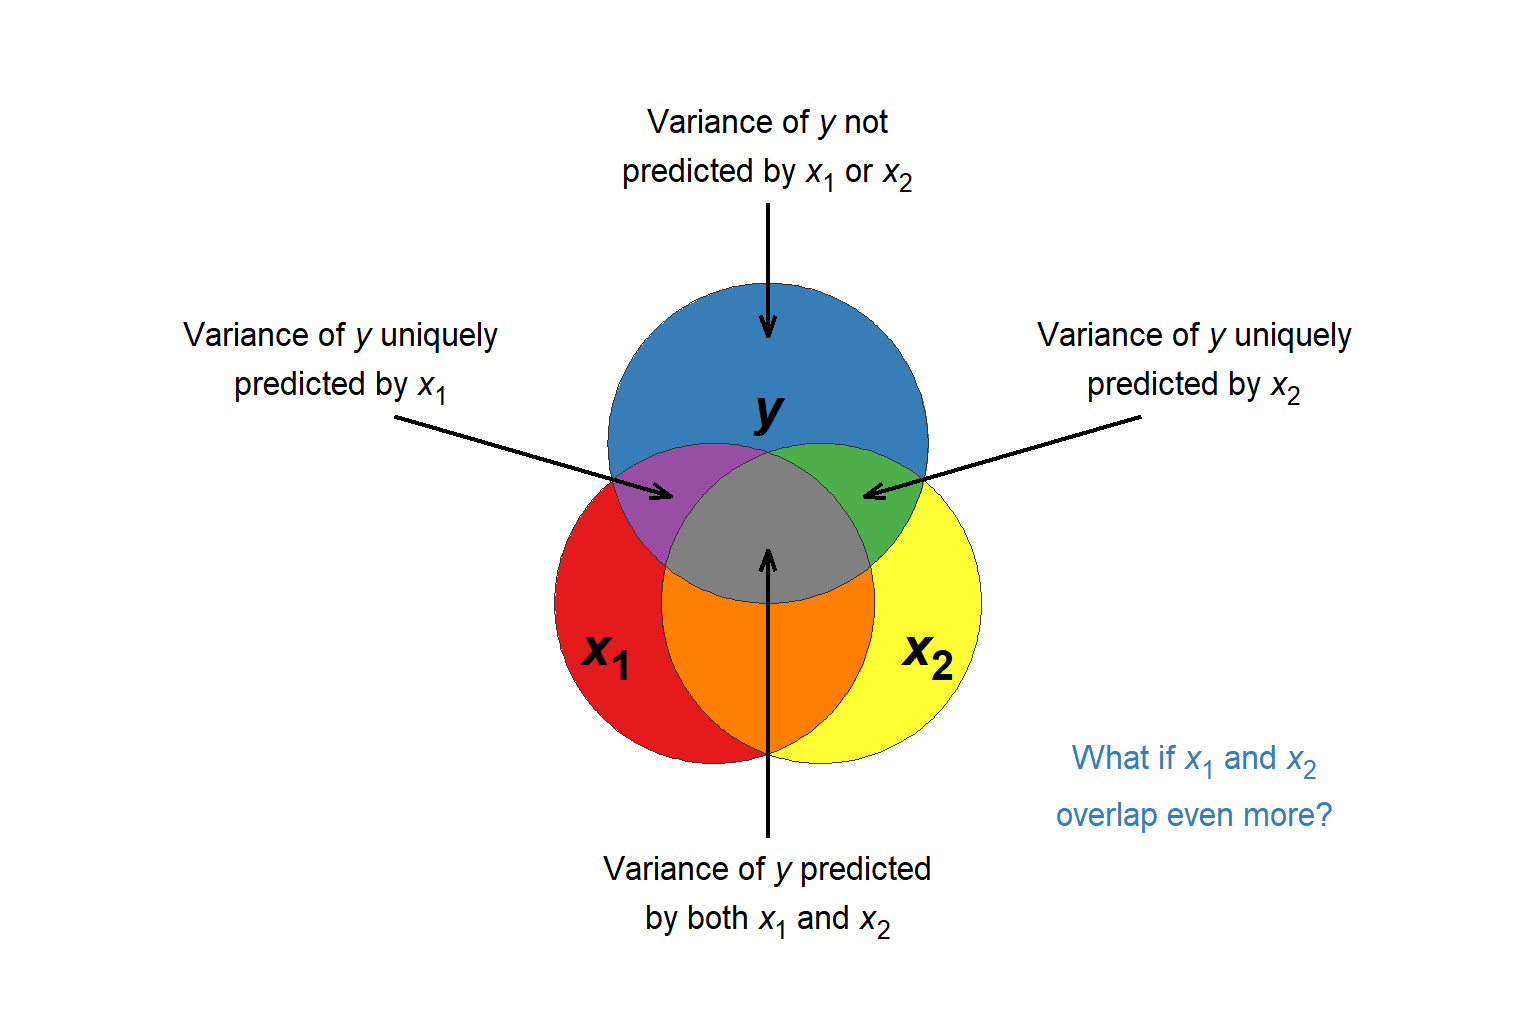 Variance of y not
predicted by x₁ or x₂
Variance of y uniquely
predicted by x₁
Variance of y uniquely
predicted by x₂
y
x₁
x₂
What if x₁ and x₂
overlap even more?
Variance of y predicted
by both x₁ and x₂